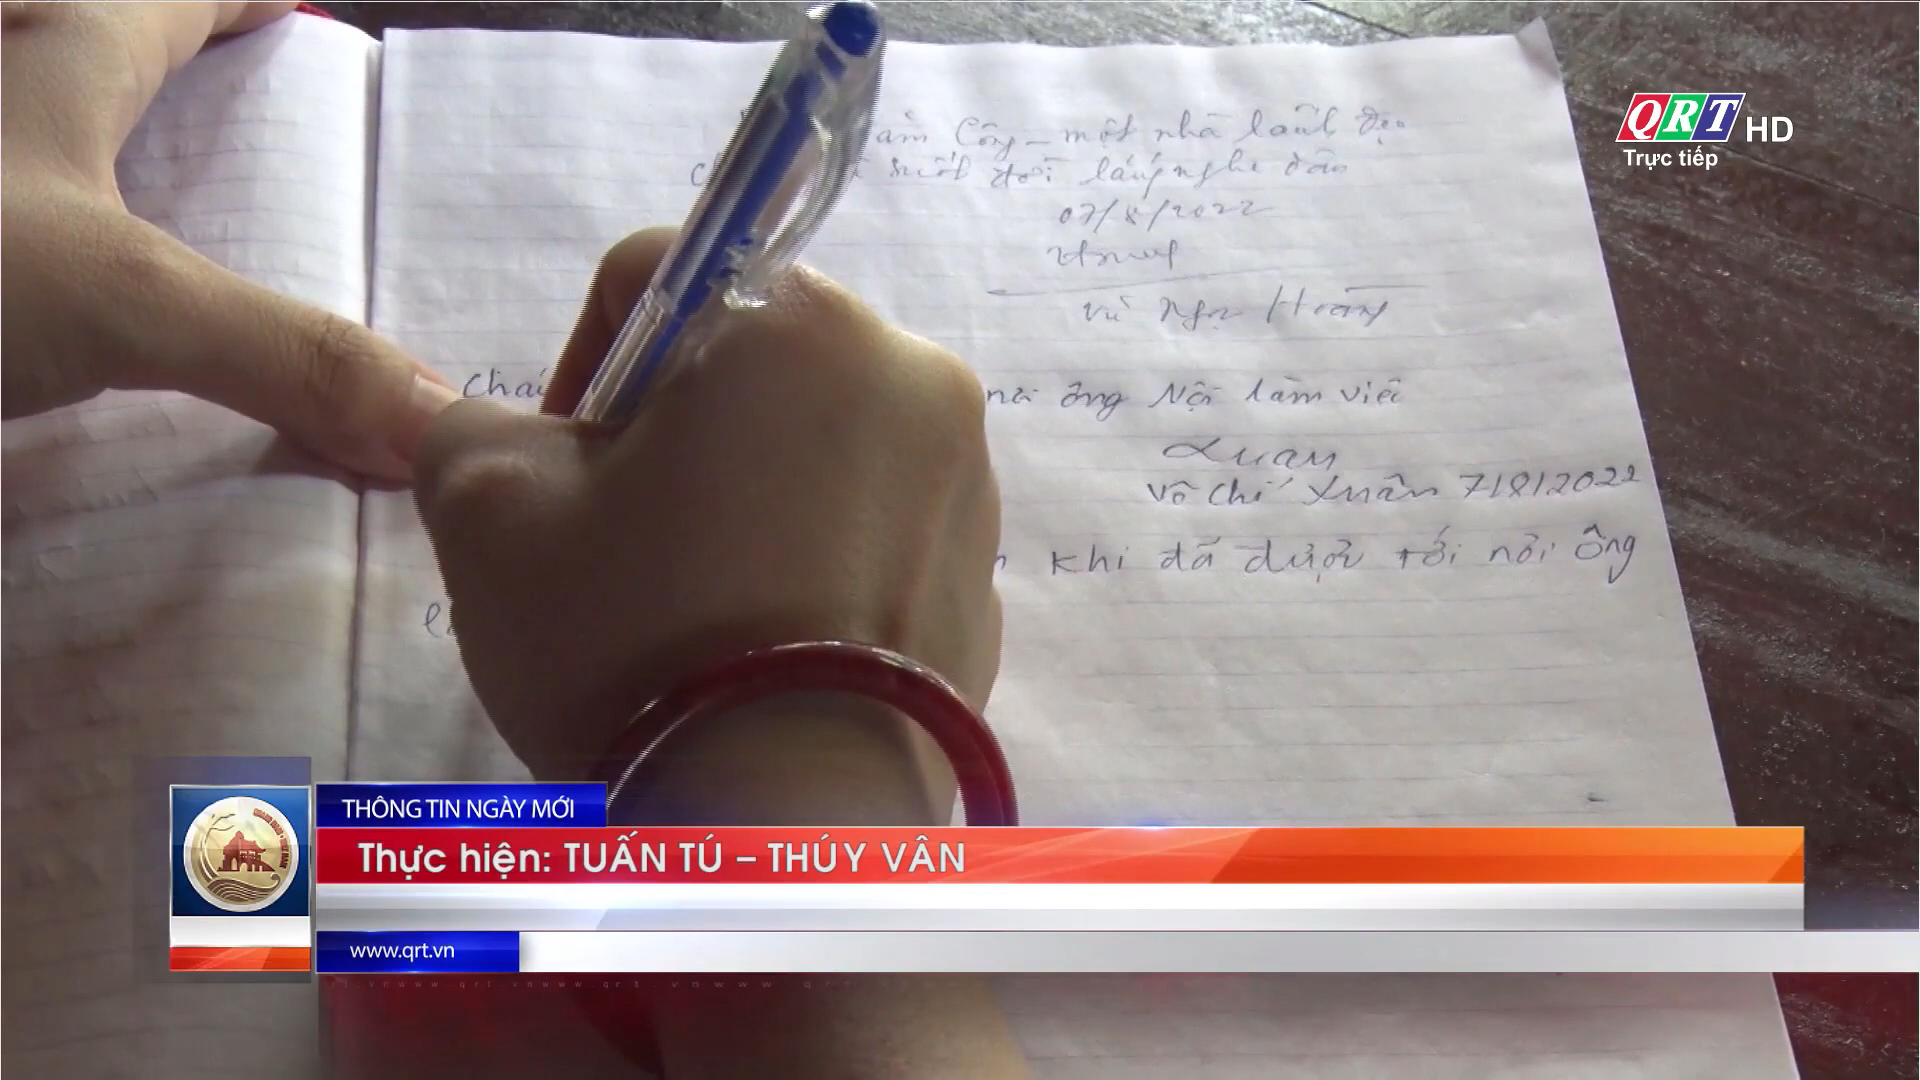 QRT HD
Trực tiếp
Công - một nhà lãnh đạo
suốt đời lắng nghe dân
07/8/2022
Vũ Ngọc Hoàng
Cháu
nơi ông Nội làm việc
Xuân
Võ Chí Xuân 7/8/2022
khi đã được tới nơi ông
THÔNG TIN NGÀY MỚI
Thực hiện: TUẤN TÚ – THÚY VÂN
www.qrt.vn